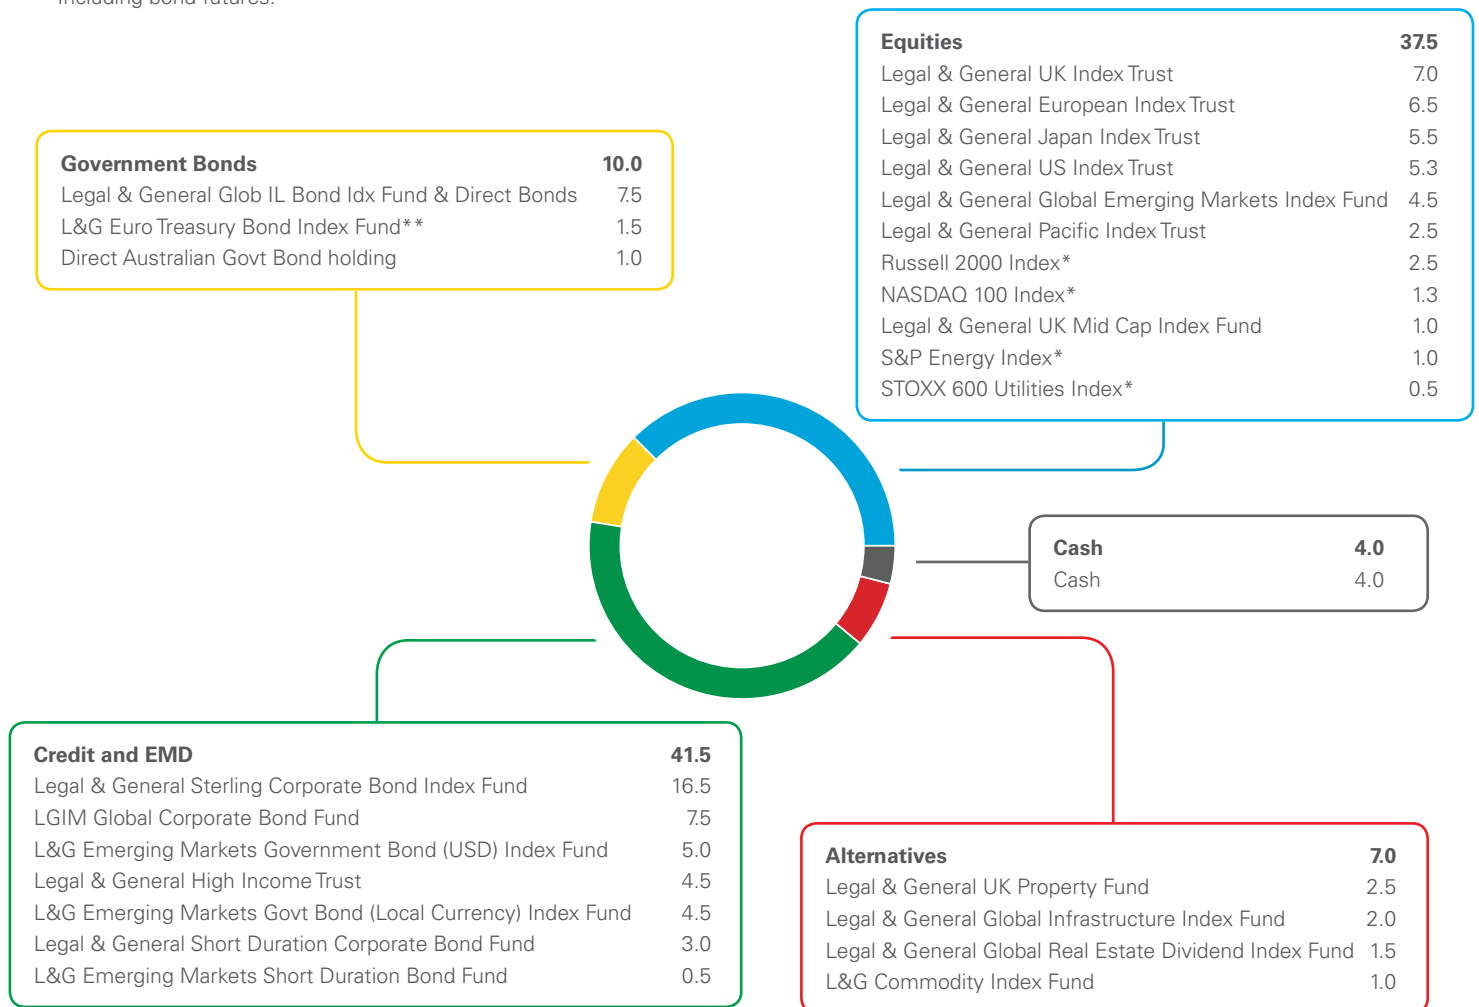 including bond futures.
Equities 37.5
Legal & General UK Index Trust 7.0
Legal & General European Index Trust 6.5
Legal & General Japan Index Trust 5.5
Legal & General US Index Trust 5.3
Legal & General Global Emerging Markets Index Fund 4.5
Legal & General Pacific Index Trust 2.5
Russell 2000 Index* 2.5
NASDAQ 100 Index* 1.3
Legal & General UK Mid Cap Index Fund 1.0
S&P Energy Index* 1.0
STOXX 600 Utilities Index* 0.5
Government Bonds 10.0
Legal & General Glob IL Bond Idx Fund & Direct Bonds 7.5
L&G Euro Treasury Bond Index Fund** 1.5
Direct Australian Govt Bond holding 1.0
Cash 4.0
Cash 4.0
Credit and EMD 41.5
Legal & General Sterling Corporate Bond Index Fund 16.5
LGIM Global Corporate Bond Fund 7.5
L&G Emerging Markets Government Bond (USD) Index Fund 5.0
Legal & General High Income Trust 4.5
L&G Emerging Markets Govt Bond (Local Currency) Index Fund 4.5
Legal & General Short Duration Corporate Bond Fund 3.0
L&G Emerging Markets Short Duration Bond Fund 0.5
Alternatives 7.0
Legal & General UK Property Fund 2.5
Legal & General Global Infrastructure Index Fund 2.0
Legal & General Global Real Estate Dividend Index Fund 1.5
L&G Commodity Index Fund 1.0